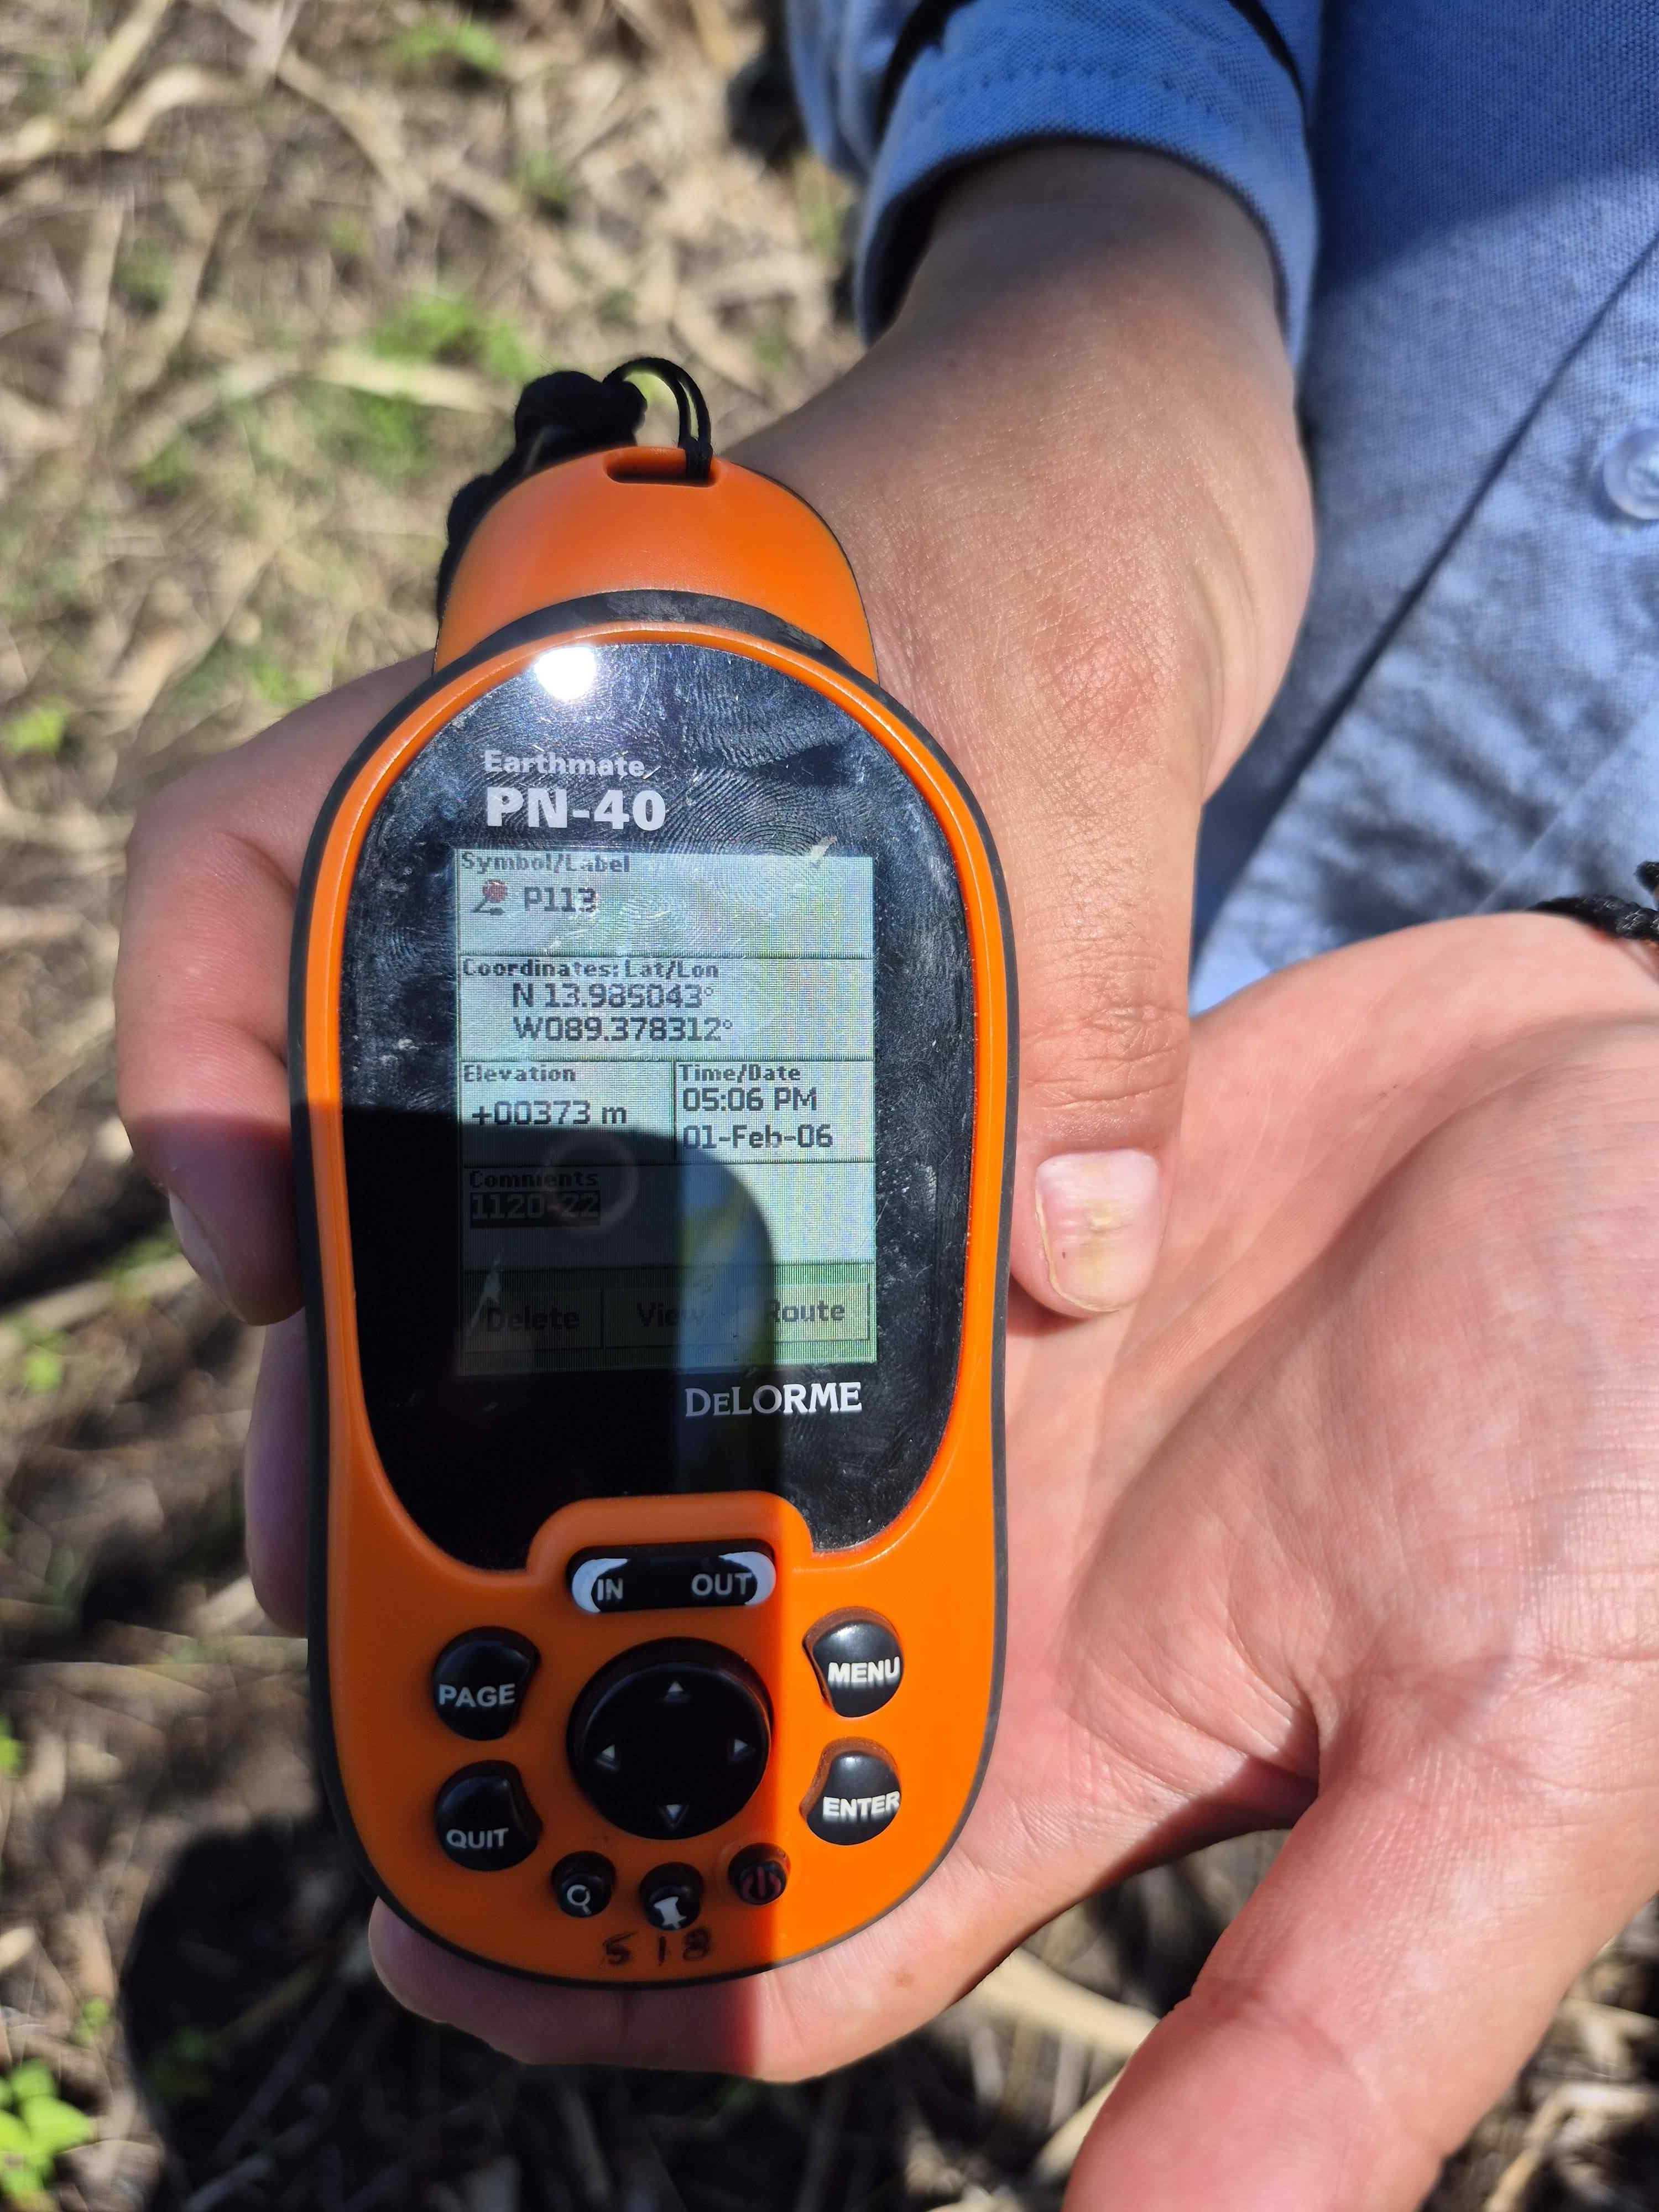 Earthmate
PN-40
Symbol/Label
P113
Coordinates: Lat/Lon
N 13.985043°
W089.378312°
Elevation
+00373 m
Time/Date
05:06 PM
01-Feb-06
Comments
1120-22
Delete View Route
DELORME
IN OUT
PAGE MENU
QUIT ENTER
518